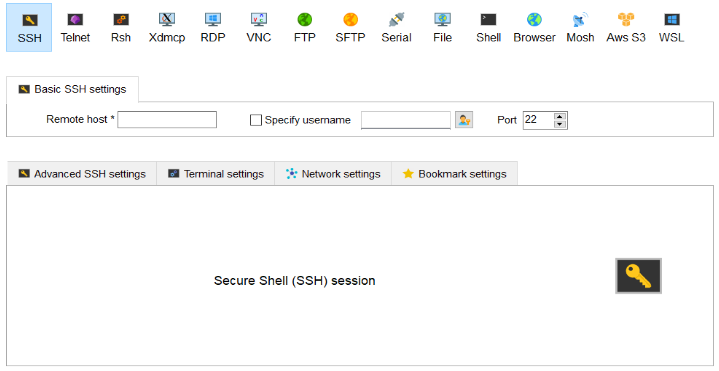 SSH Telnet Rsh Xdmcp RDP VNC FTP SFTP Serial File Shell Browser Mosh Aws S3 WSL
Basic SSH settings
Remote host * Specify username Port 22
Advanced SSH settings Terminal settings Network settings Bookmark settings
Secure Shell (SSH) session